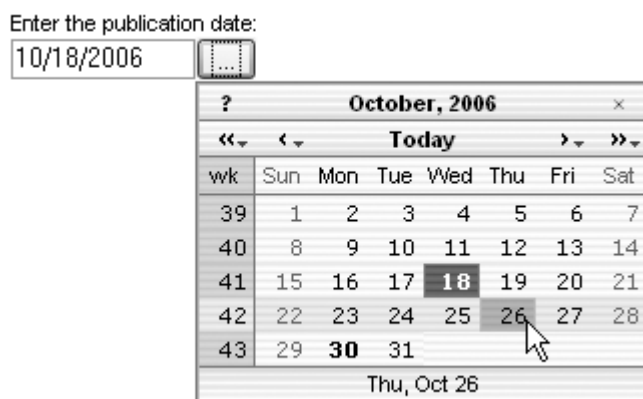 Enter the publication date:
10/18/2006 ...
? October, 2006 ×
« ‹ Today › »
wk Sun Mon Tue Wed Thu Fri Sat
39 1 2 3 4 5 6 7
40 8 9 10 11 12 13 14
41 15 16 17 18 19 20 21
42 22 23 24 25 26 27 28
43 29 30 31
Thu, Oct 26